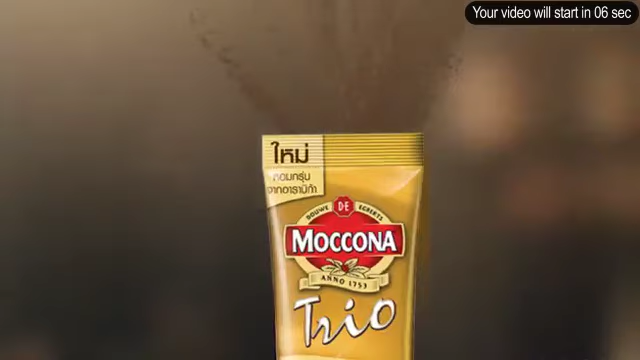 Your video will start in 06 sec
ใหม่
หอมกรุ่น
จากอาราบิก้า
D·E
DOUWE EGBERTS
MOCCONA
ANNO 1753
Trio